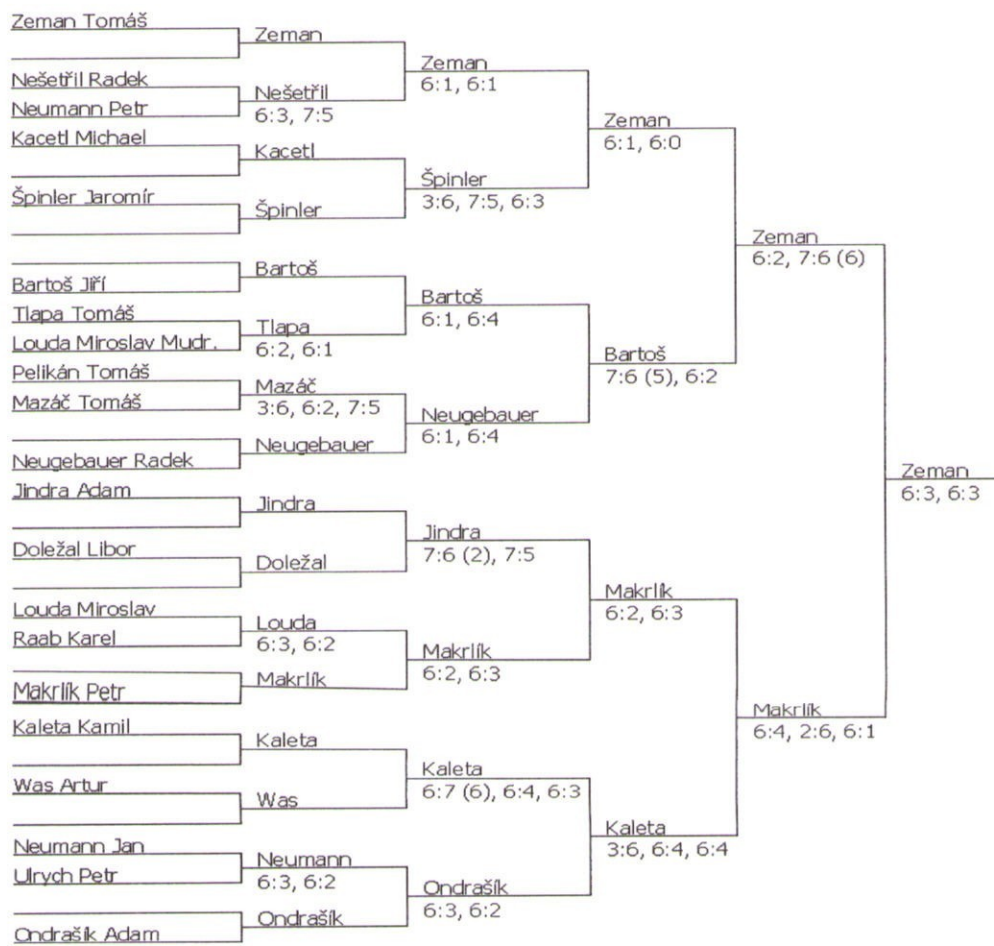 Zeman Tomáš
Nešetřil Radek
Neumann Petr
Kacetl Michael
Špinler Jaromír
Bartoš Jiří
Tlapa Tomáš
Louda Miroslav Mudr.
Pelikán Tomáš
Mazáč Tomáš
Neugebauer Radek
Jindra Adam
Doležal Libor
Louda Miroslav
Raab Karel
Makrlík Petr
Kaleta Kamil
Was Artur
Neumann Jan
Ulrych Petr
Ondrašík Adam
Zeman
Nešetřil
6:3, 7:5
Kacetl
Špinler
Bartoš
Tlapa
6:2, 6:1
Mazáč
3:6, 6:2, 7:5
Neugebauer
Jindra
Doležal
Louda
6:3, 6:2
Makrlík
Kaleta
Was
Neumann
6:3, 6:2
Ondrašík
Zeman
6:1, 6:1
Špinler
3:6, 7:5, 6:3
Bartoš
6:1, 6:4
Neugebauer
6:1, 6:4
Jindra
7:6 (2), 7:5
Makrlík
6:2, 6:3
Kaleta
6:7 (6), 6:4, 6:3
Ondrašík
6:3, 6:2
Zeman
6:1, 6:0
Bartoš
7:6 (5), 6:2
Makrlík
6:2, 6:3
Kaleta
3:6, 6:4, 6:4
Zeman
6:2, 7:6 (6)
Makrlík
6:4, 2:6, 6:1
Zeman
6:3, 6:3